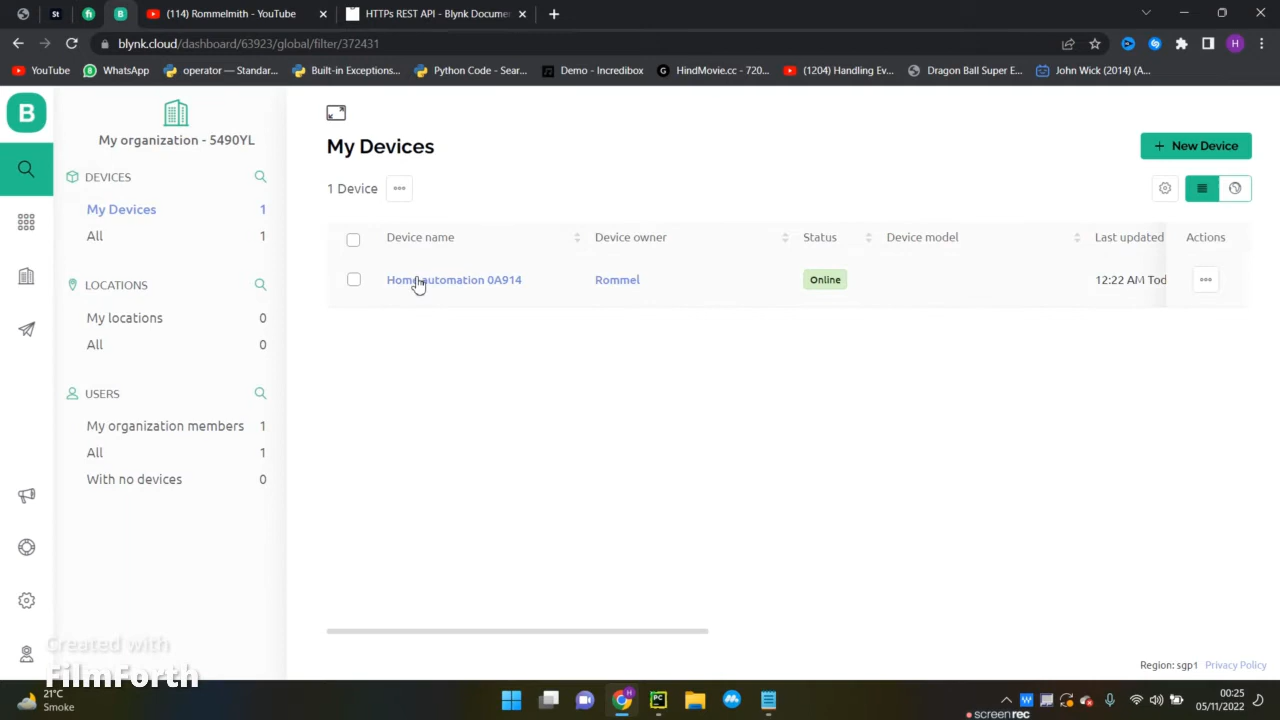 (114) Rommelmith - YouTube
HTTPs REST API - Blynk Documen
blynk.cloud/dashboard/63923/global/filter/372431
H
YouTube
WhatsApp
operator — Standar...
Built-in Exceptions...
Python Code - Sear...
Demo - Incredibox
HindMovie.cc - 720...
(1204) Handling Ev...
Dragon Ball Super E...
John Wick (2014) (A...
B
My organization - 5490YL
DEVICES
My Devices 1
All 1
LOCATIONS
My locations 0
All 0
USERS
My organization members 1
All 1
With no devices 0
My Devices
+ New Device
1 Device
Device name Device owner Status Device model Last updated Actions
Home automation 0A914 Rommel Online 12:22 AM Tod
Region: sgp1 Privacy Policy
Created with
FilmForth
21°C
Smoke
00:25
05/11/2022
screenrec